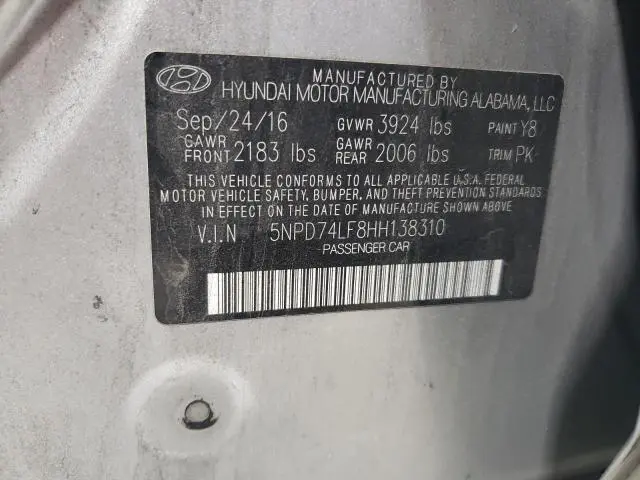 MANUFACTURED BY
HYUNDAI MOTOR MANUFACTURING ALABAMA, LLC
Sep/24/16 GVWR 3924 lbs PAINT Y8
GAWR FRONT 2183 lbs GAWR REAR 2006 lbs TRIM PK
THIS VEHICLE CONFORMS TO ALL APPLICABLE U.S.A. FEDERAL
MOTOR VEHICLE SAFETY, BUMPER, AND THEFT PREVENTION STANDARDS
IN EFFECT ON THE DATE OF MANUFACTURE SHOWN ABOVE.
V.I.N 5NPD74LF8HH138310
PASSENGER CAR